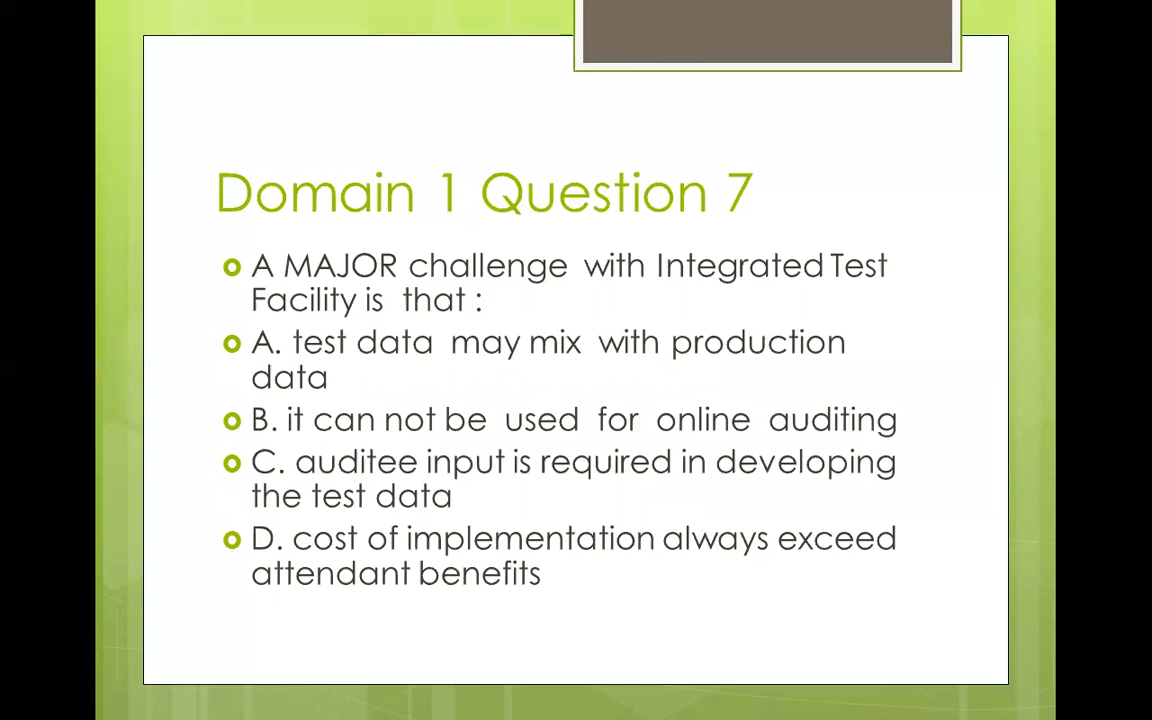 Domain 1 Question 7
A MAJOR challenge with Integrated Test
Facility is that :
A. test data may mix with production
data
B. it can not be used for online auditing
C. auditee input is required in developing
the test data
D. cost of implementation always exceed
attendant benefits